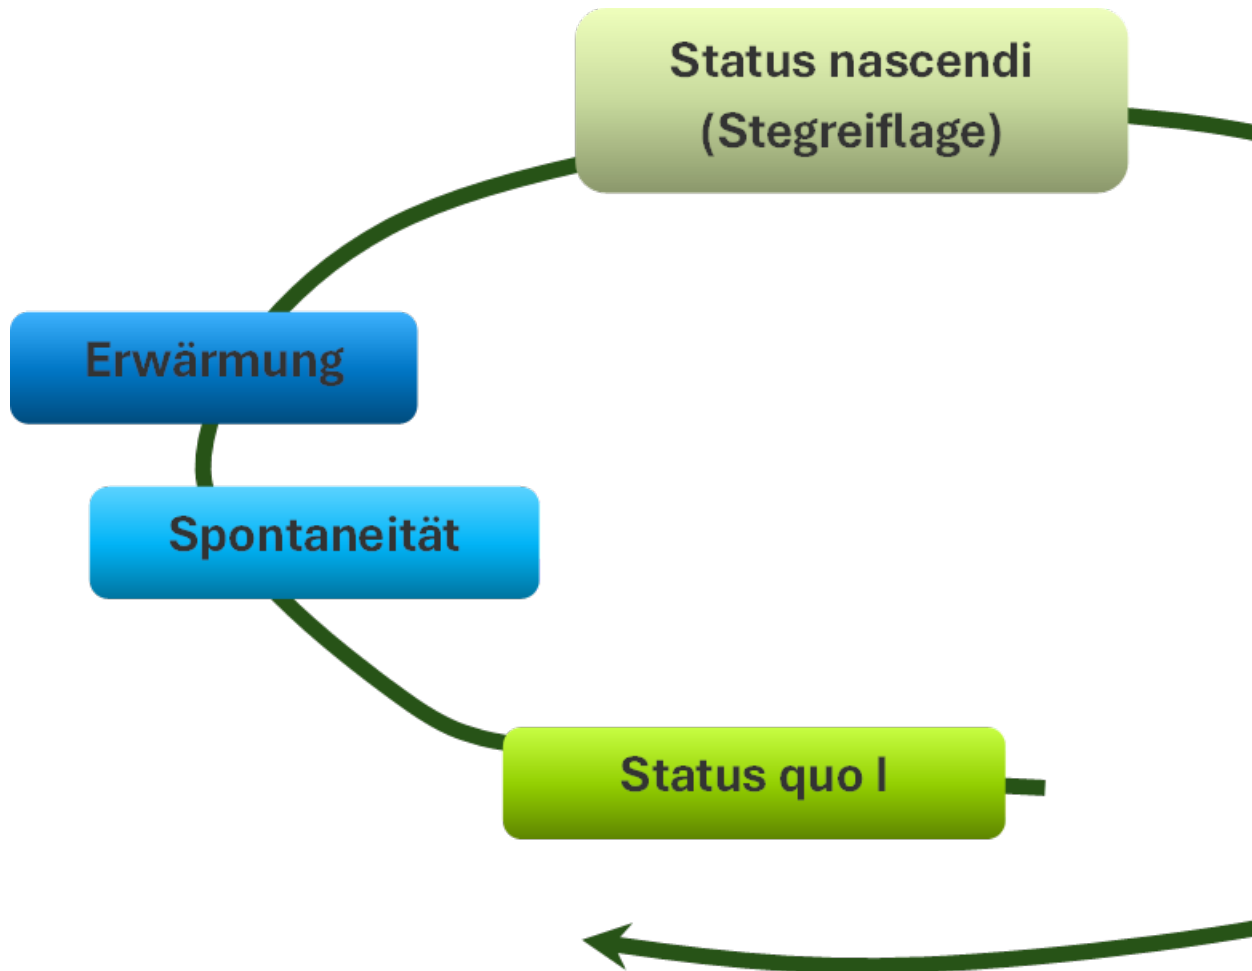 Status nascendi
(Stegreiflage)
Erwärmung
Spontaneität
Status quo I